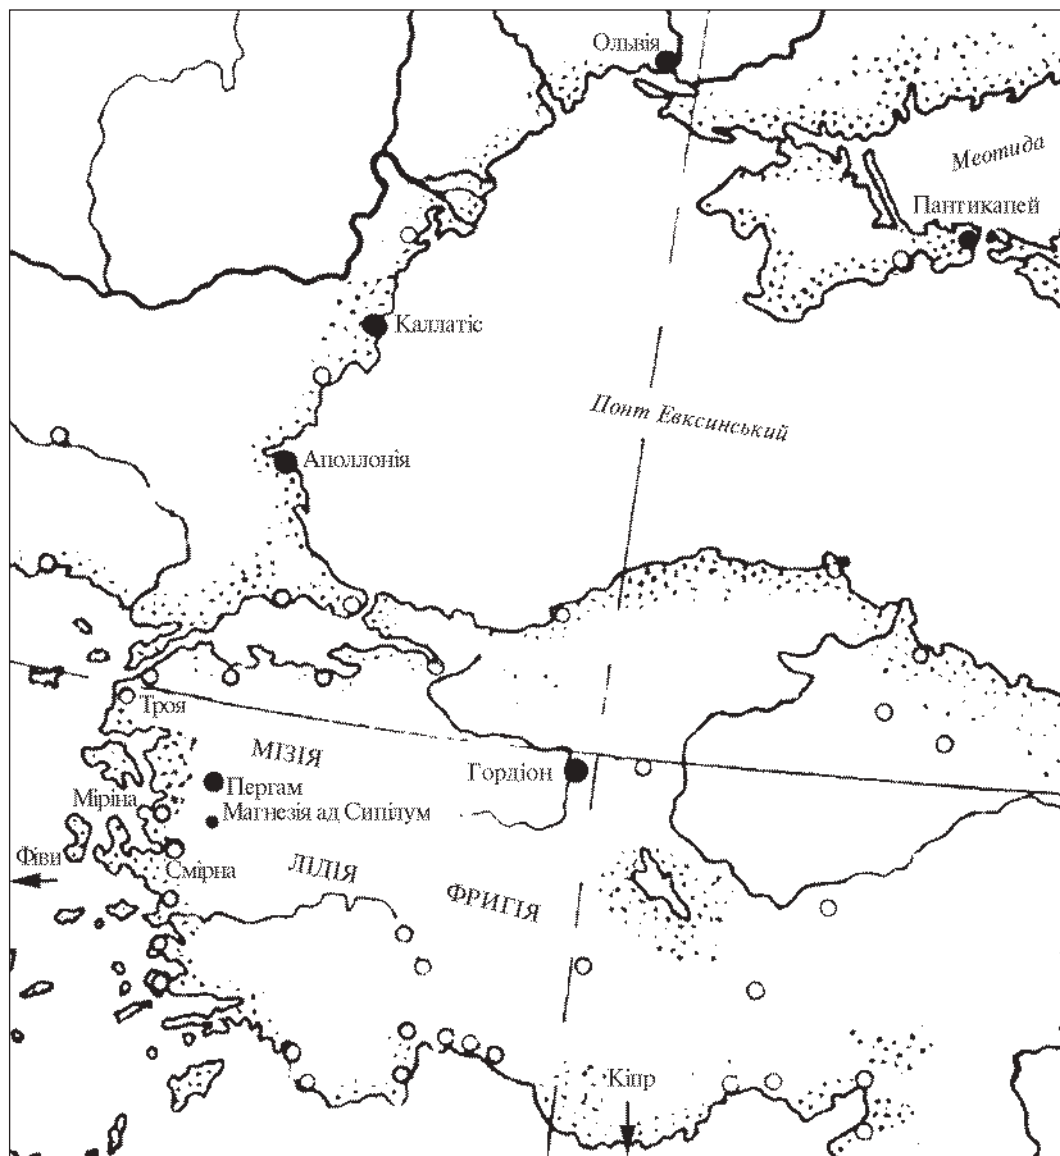 Ольвія
Меотида
Пантикапей
Каллатіс
Понт Евксинський
Аполлонія
Троя
МІЗІЯ
Гордіон
Пергам
Міріна
Магнезія ад Сипілум
Фіви
Смірна
ЛІДІЯ
ФРИГІЯ
Кіпр